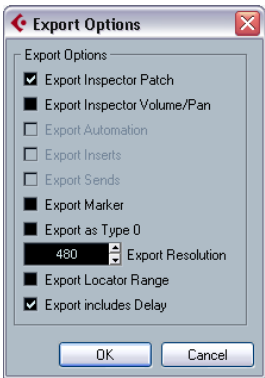 Export Options
Export Options
Export Inspector Patch
Export Inspector Volume/Pan
Export Automation
Export Inserts
Export Sends
Export Marker
Export as Type 0
480 Export Resolution
Export Locator Range
Export includes Delay
OK Cancel